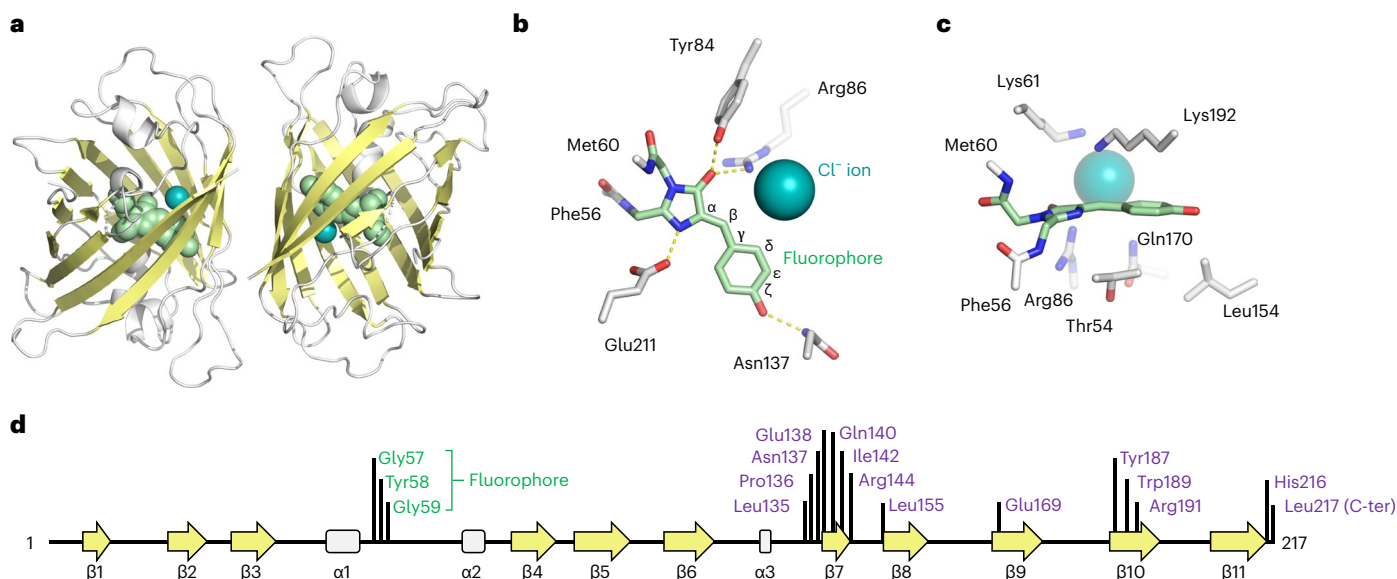 a
b
c
Tyr84
Arg86
Met60
Cl⁻ ion
Phe56
α
β
γ
δ
Fluorophore
ε
ζ
Glu211
Asn137
Lys61
Lys192
Met60
Gln170
Phe56
Arg86
Thr54
Leu154
d
Gly57
Tyr58
Fluorophore
Gly59
Glu138
Gln140
Asn137
Ile142
Pro136
Arg144
Leu135
Leu155
Glu169
Tyr187
Trp189
Arg191
His216
Leu217 (C-ter)
1
217
β1 β2 β3 α1 α2 β4 β5 β6 α3 β7 β8 β9 β10 β11